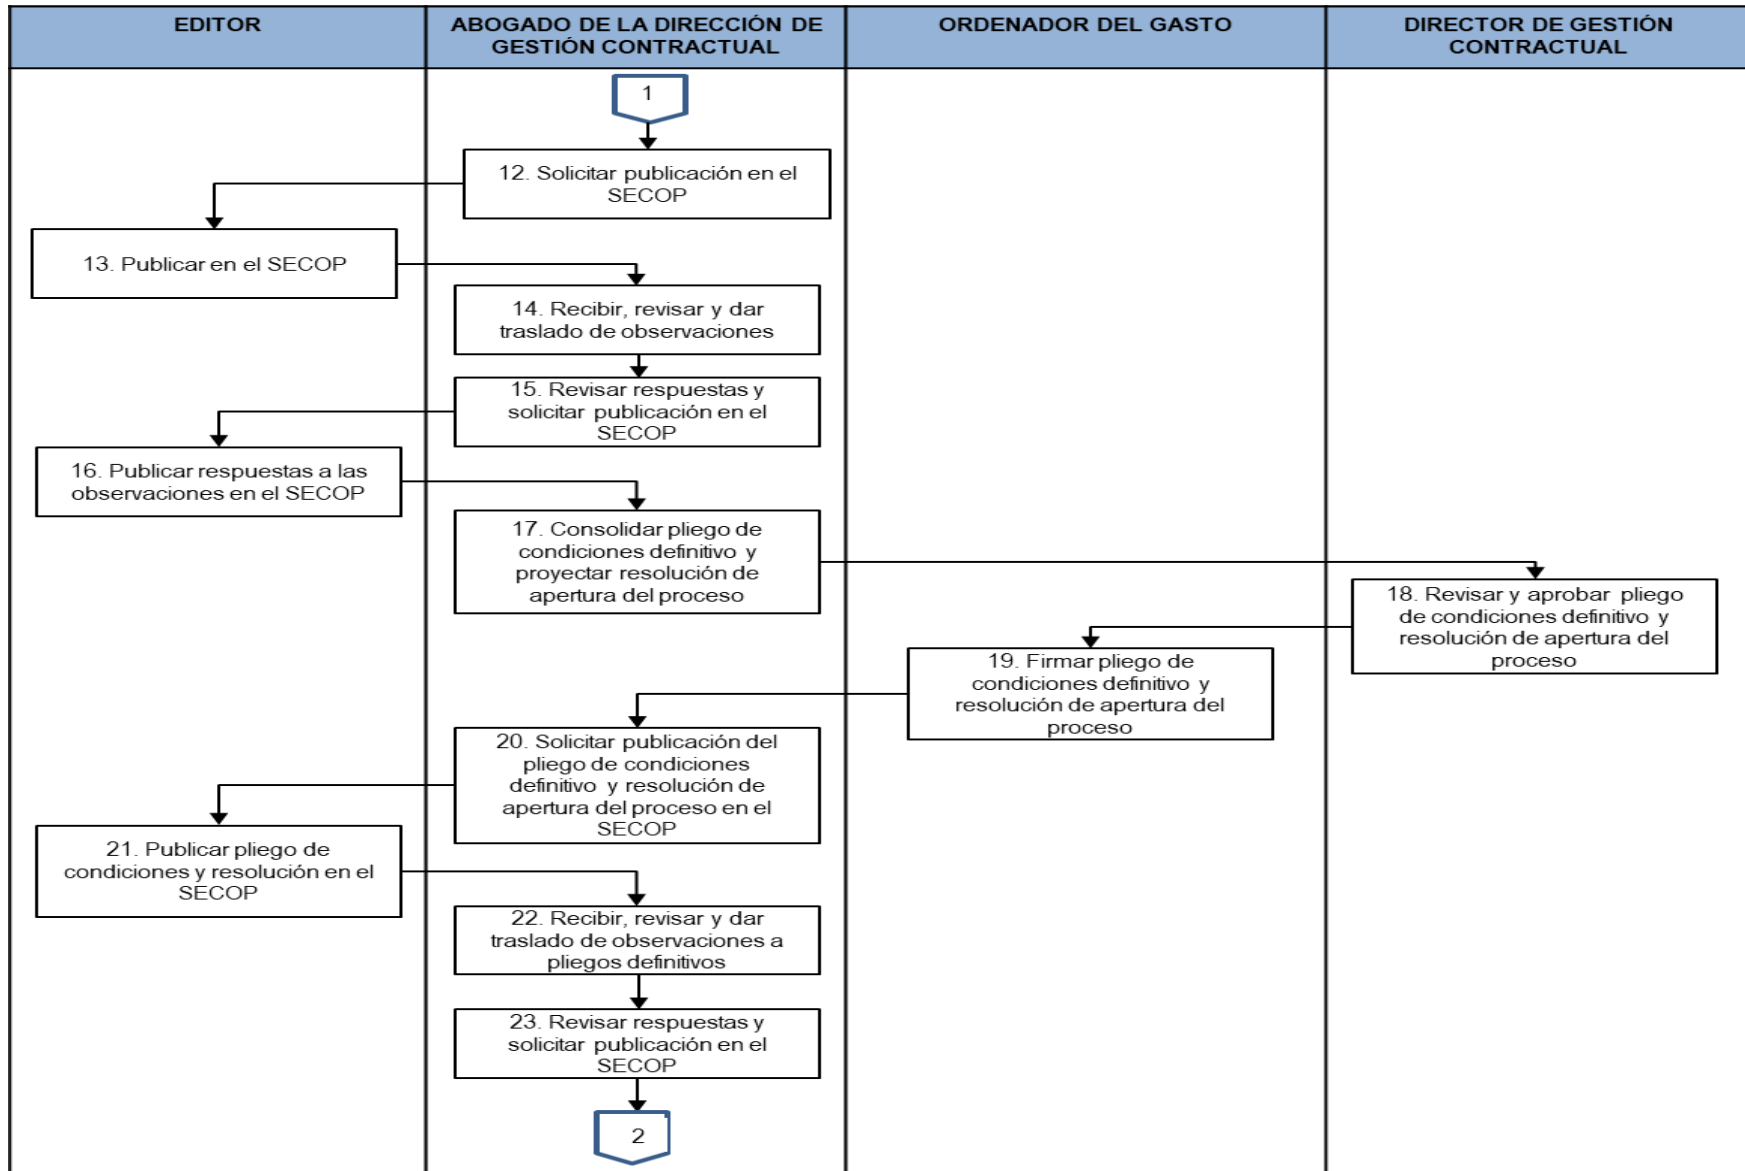 EDITOR
ABOGADO DE LA DIRECCIÓN DE
GESTIÓN CONTRACTUAL
ORDENADOR DEL GASTO
DIRECTOR DE GESTIÓN
CONTRACTUAL
1
12. Solicitar publicación en el
SECOP
13. Publicar en el SECOP
14. Recibir, revisar y dar
traslado de observaciones
15. Revisar respuestas y
solicitar publicación en el
SECOP
16. Publicar respuestas a las
observaciones en el SECOP
17. Consolidar pliego de
condiciones definitivo y
proyectar resolución de
apertura del proceso
18. Revisar y aprobar pliego
de condiciones definitivo y
resolución de apertura del
proceso
19. Firmar pliego de
condiciones definitivo y
resolución de apertura del
proceso
20. Solicitar publicación del
pliego de condiciones
definitivo y resolución de
apertura del proceso en el
SECOP
21. Publicar pliego de
condiciones y resolución en el
SECOP
22. Recibir, revisar y dar
traslado de observaciones a
pliegos definitivos
23. Revisar respuestas y
solicitar publicación en el
SECOP
2